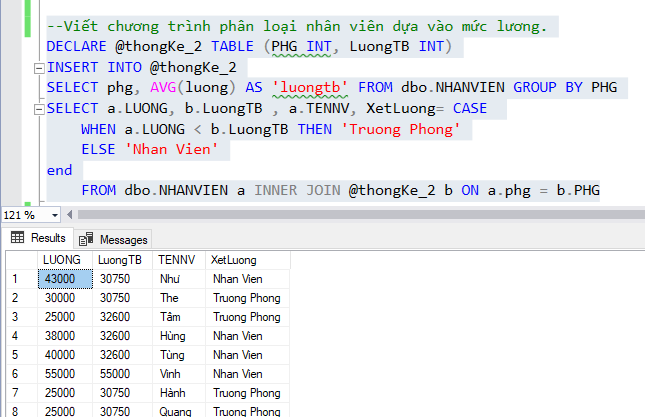 --Viết chương trình phân loại nhân viên dựa vào mức lương.
DECLARE @thongKe_2 TABLE (PHG INT, LuongTB INT)
INSERT INTO @thongKe_2
SELECT phg, AVG(luong) AS 'luongtb' FROM dbo.NHANVIEN GROUP BY PHG
SELECT a.LUONG, b.LuongTB , a.TENNV, XetLuong= CASE
WHEN a.LUONG < b.LuongTB THEN 'Truong Phong'
ELSE 'Nhan Vien'
end
FROM dbo.NHANVIEN a INNER JOIN @thongKe_2 b ON a.phg = b.PHG
121 %
Results Messages
LUONG LuongTB TENNV XetLuong
1 43000 30750 Như Nhan Vien
2 30000 30750 The Truong Phong
3 25000 32600 Tâm Truong Phong
4 38000 32600 Hùng Nhan Vien
5 40000 32600 Tùng Nhan Vien
6 55000 55000 Vinh Nhan Vien
7 25000 30750 Hành Truong Phong
8 25000 30750 Quang Truong Phong